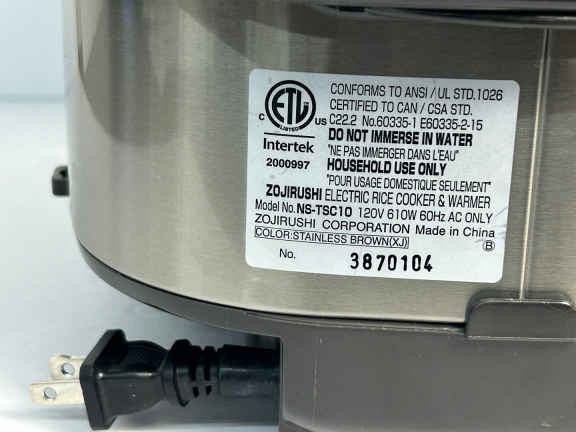 CONFORMS TO ANSI / UL STD.1026
CERTIFIED TO CAN / CSA STD.
C22.2 No.60335-1 E60335-2-15
ETL
LISTED
C US
Intertek
2000997
DO NOT IMMERSE IN WATER
"NE PAS IMMERGER DANS L'EAU"
HOUSEHOLD USE ONLY
"POUR USAGE DOMESTIQUE SEULEMENT"
ZOJIRUSHI ELECTRIC RICE COOKER & WARMER
Model No. NS-TSC10 120V 610W 60Hz AC ONLY
ZOJIRUSHI CORPORATION Made in China
COLOR:STAINLESS BROWN(XJ) B
No. 3870104